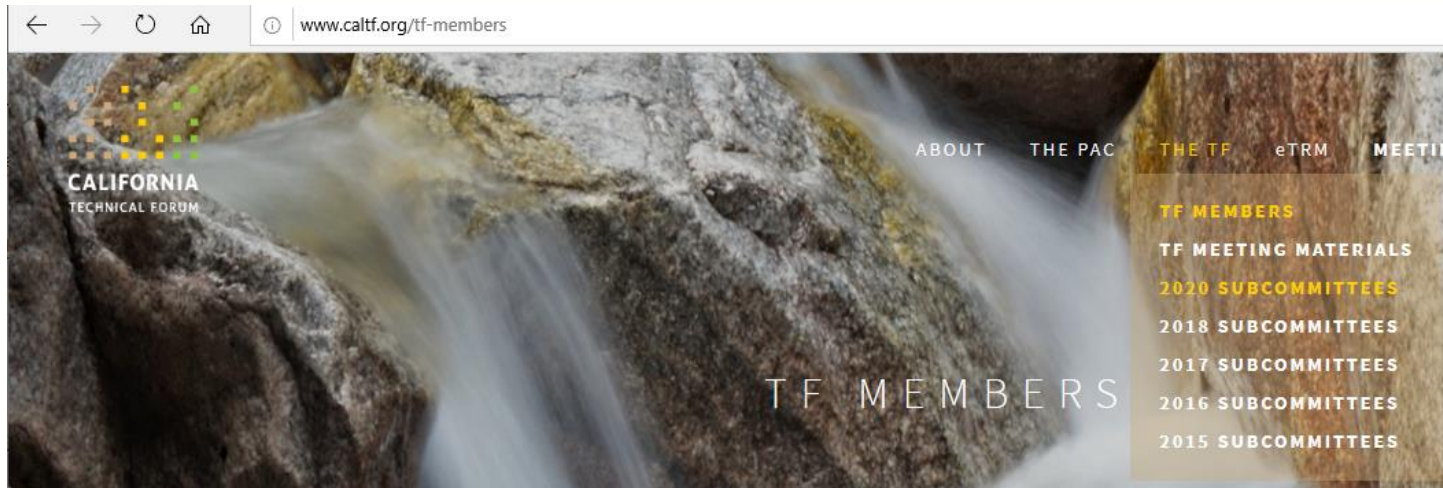 www.caltf.org/tf-members
ABOUT THE PAC THE TF eTRM
CALIFORNIA
TECHNICAL FORUM
TF MEMBERS
TF MEETING MATERIALS
2020 SUBCOMMITTEES
2018 SUBCOMMITTEES
2017 SUBCOMMITTEES
2016 SUBCOMMITTEES
2015 SUBCOMMITTEES
TF MEMBERS